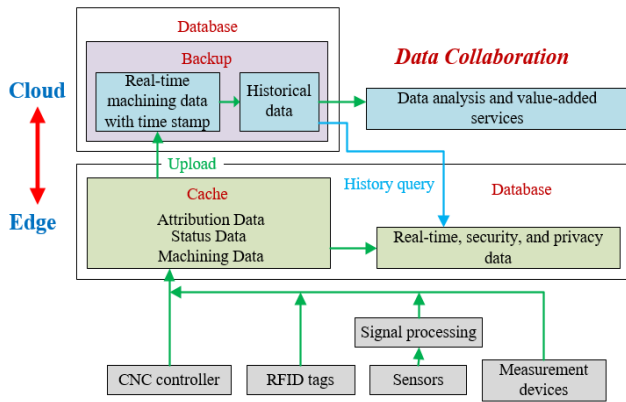 Database
Backup
Data Collaboration
Real-time
machining data
with time stamp
Historical
data
Data analysis and value-added
services
Cloud
Upload
History query
Database
Cache
Attribution Data
Status Data
Machining Data
Real-time, security, and privacy
data
Edge
Signal processing
CNC controller
RFID tags
Sensors
Measurement
devices